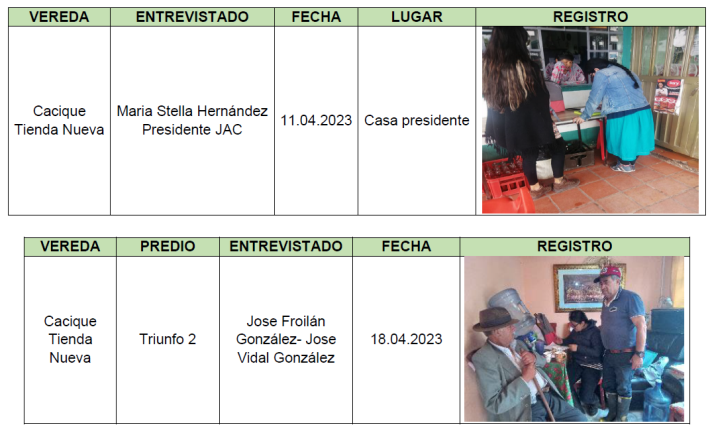 VEREDA ENTREVISTADO FECHA LUGAR REGISTRO
Cacique
Tienda Nueva
Maria Stella Hernández
Presidente JAC
11.04.2023
Casa presidente
VEREDA PREDIO ENTREVISTADO FECHA REGISTRO
Cacique
Tienda
Nueva
Triunfo 2
Jose Froilán
González- Jose
Vidal González
18.04.2023